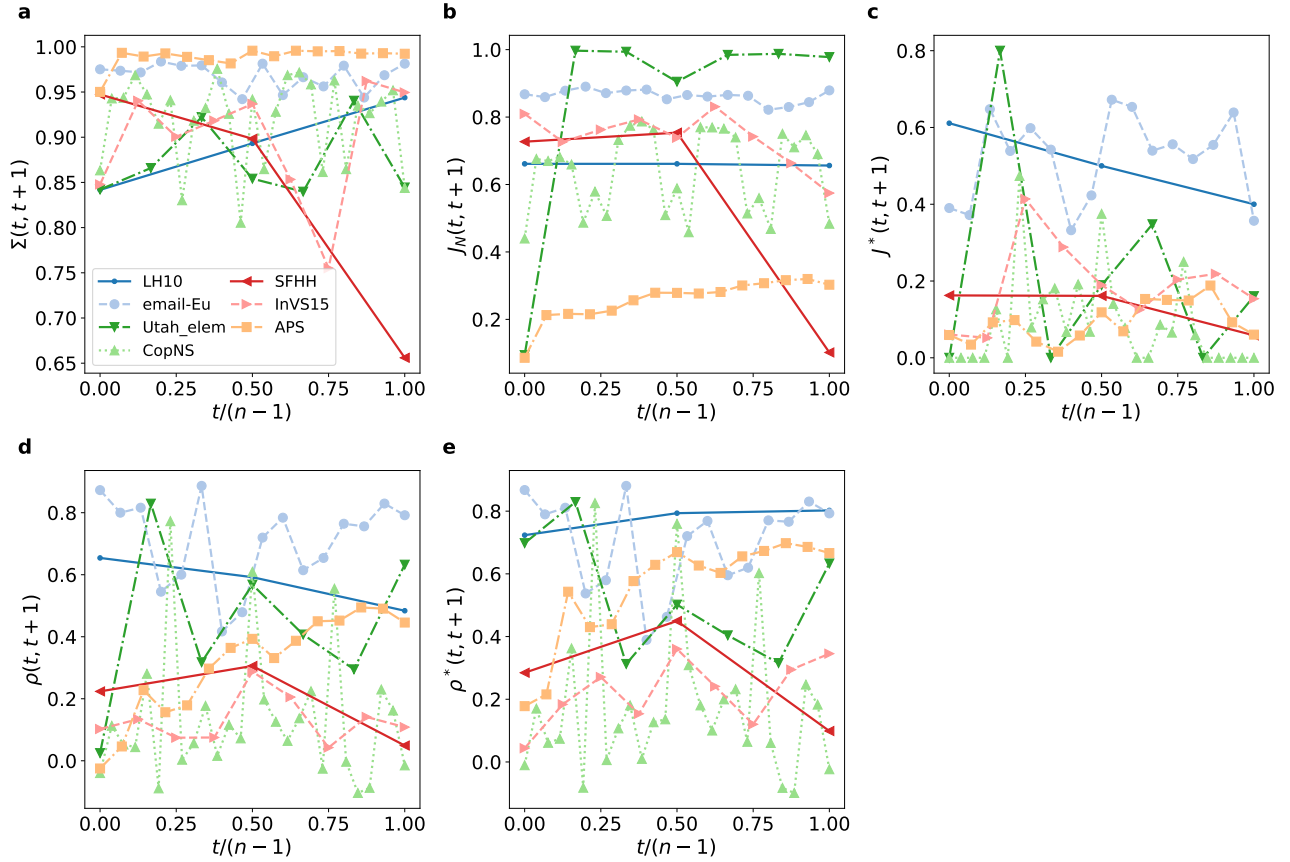 a
1.00
0.95
0.90
0.85
0.80
0.75
0.70
0.65
Σ(t, t + 1)
LH10
email-Eu
Utah_elem
CopNS
SFHH
InVS15
APS
0.00 0.25 0.50 0.75 1.00
t/(n − 1)
b
1.0
0.8
0.6
0.4
0.2
J_N(t, t + 1)
0.00 0.25 0.50 0.75 1.00
t/(n − 1)
c
0.8
0.6
0.4
0.2
0.0
J*(t, t + 1)
0.00 0.25 0.50 0.75 1.00
t/(n − 1)
d
0.8
0.6
0.4
0.2
0.0
ρ(t, t + 1)
0.00 0.25 0.50 0.75 1.00
t/(n − 1)
e
0.8
0.6
0.4
0.2
0.0
ρ*(t, t + 1)
0.00 0.25 0.50 0.75 1.00
t/(n − 1)